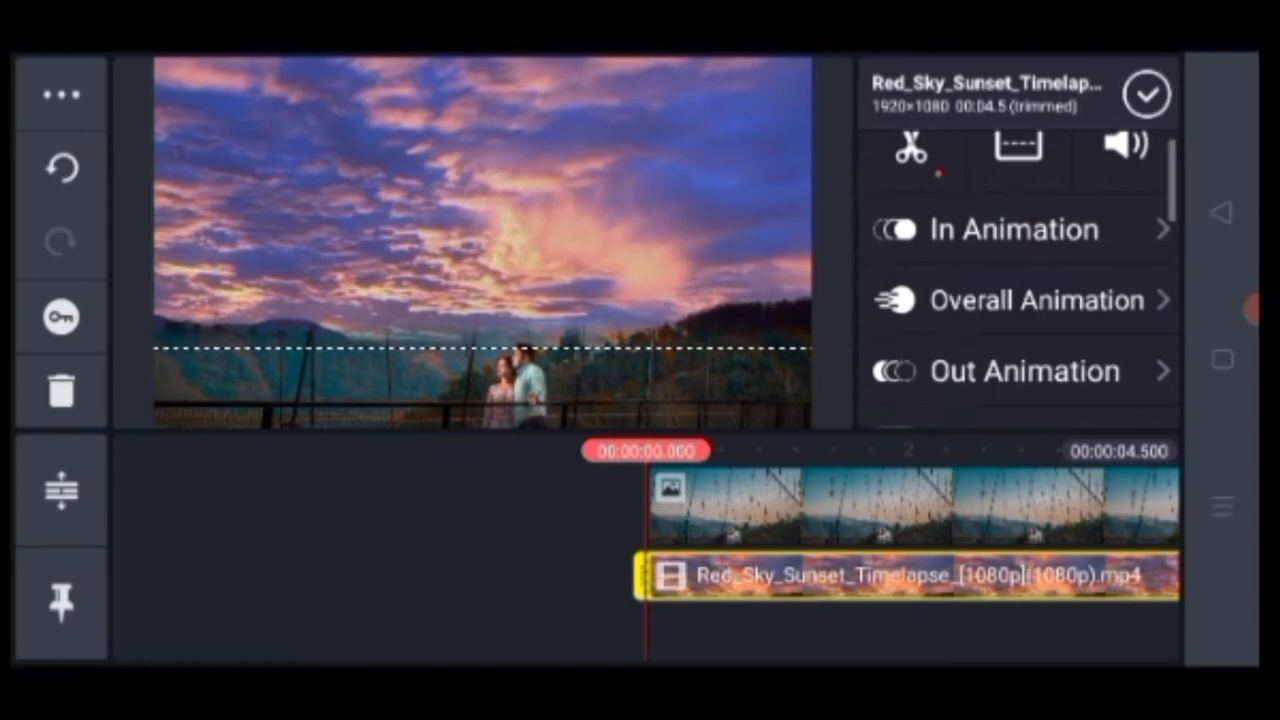 Red_Sky_Sunset_Timelap...
1920×1080 00:04.5 (trimmed)
In Animation
Overall Animation
Out Animation
00:00:00.000
2
00:00:04.500
Red_Sky_Sunset_Timelapse_[1080p](1080p).mp4